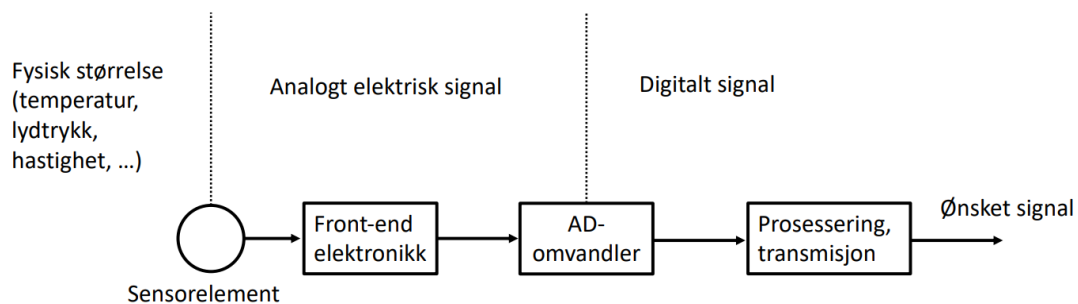 Fysisk størrelse
(temperatur,
lydtrykk,
hastighet, ...)
Analogt elektrisk signal
Digitalt signal
Sensorelement
Front-end
elektronikk
AD-
omvandler
Prosessering,
transmisjon
Ønsket signal